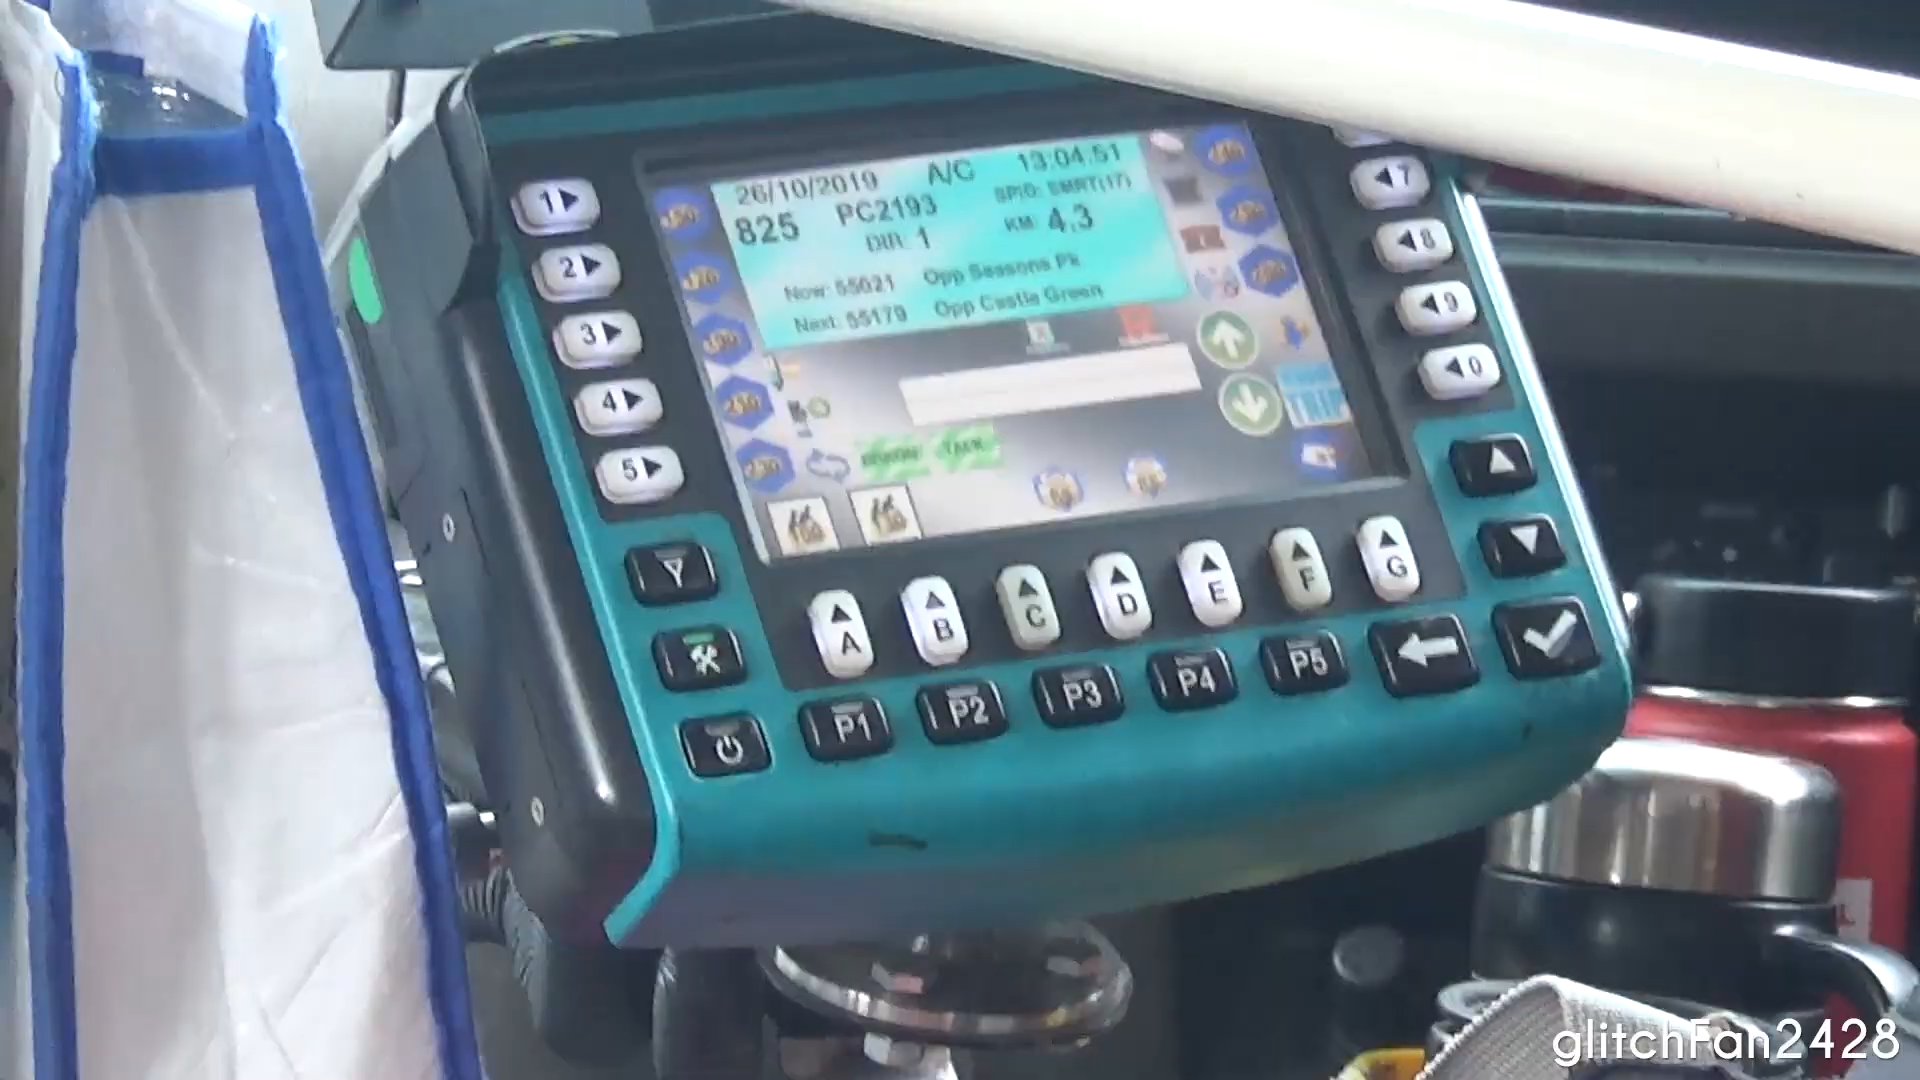 26/10/2019 A/C 13:04:51
825 PC2193 SPID: SMRT(17)
DIR: 1 KM: 4.3
Now: 55021 Opp Seasons Pk
Next: 55179 Opp Castle Green
TRIP
TALK
1
2
3
4
5
7
8
9
0
A B C D E F G
P1 P2 P3 P4 P5
glitchFan2428